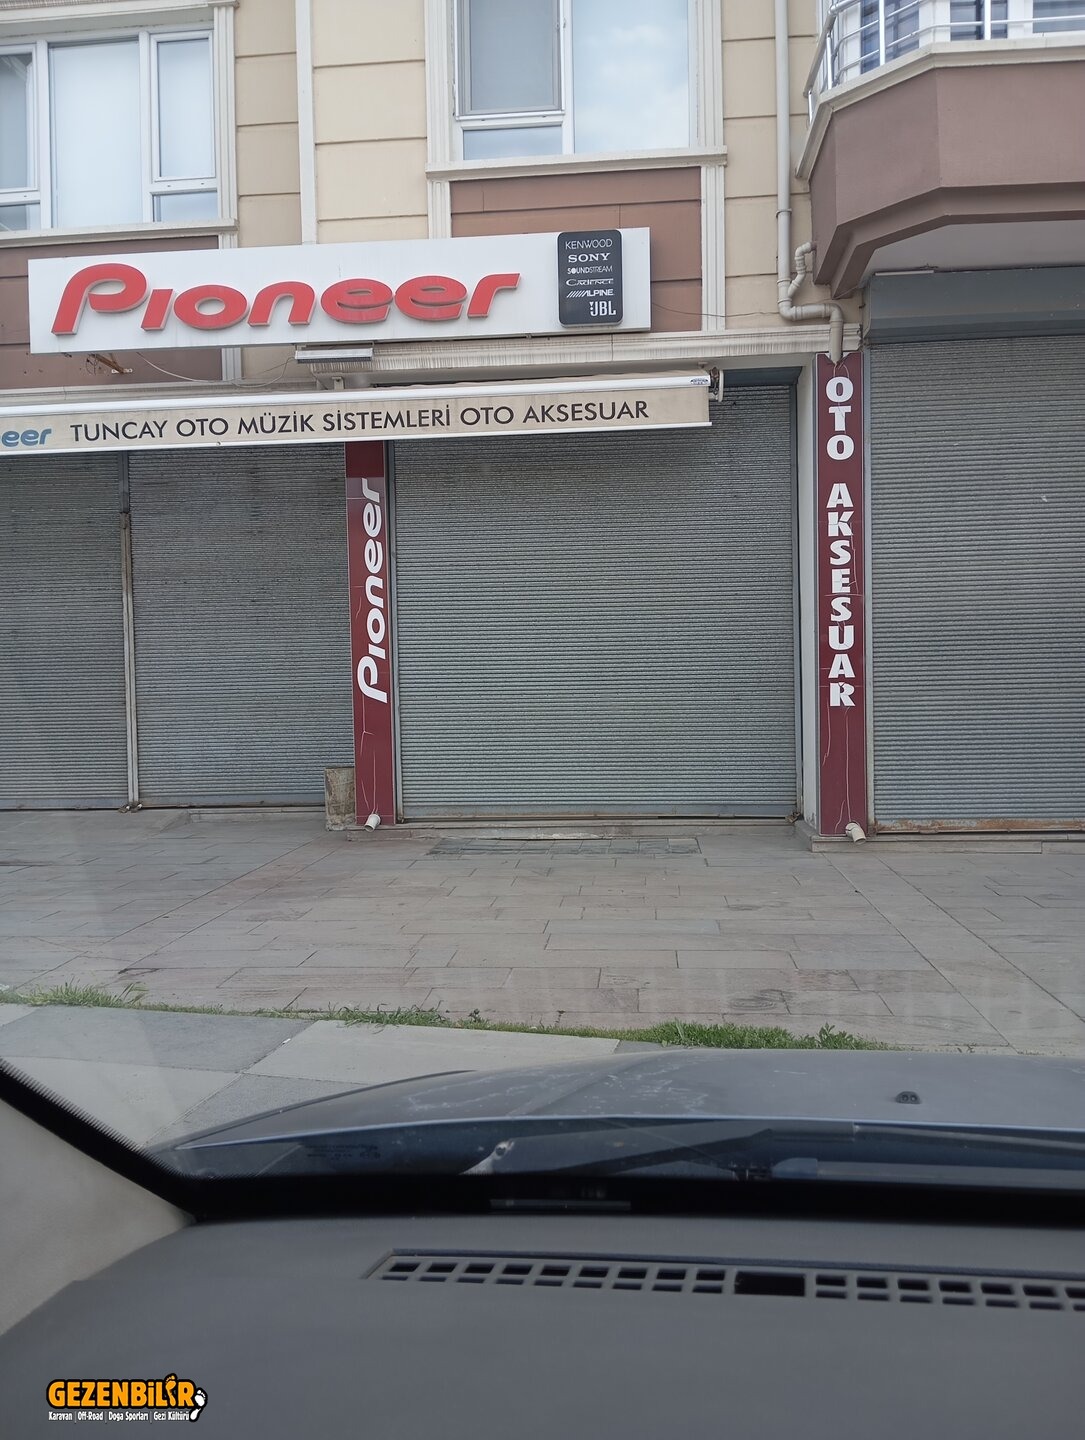 Pioneer
KENWOOD
SONY
SOUNDSTREAM
CADENCE
ALPINE
JBL
eer TUNCAY OTO MÜZİK SİSTEMLERİ OTO AKSESUAR
Pioneer
OTO AKSESUAR
GEZENBİLİR
Karavan | Off-Road | Doğa Sporları | Gezi Kültürü